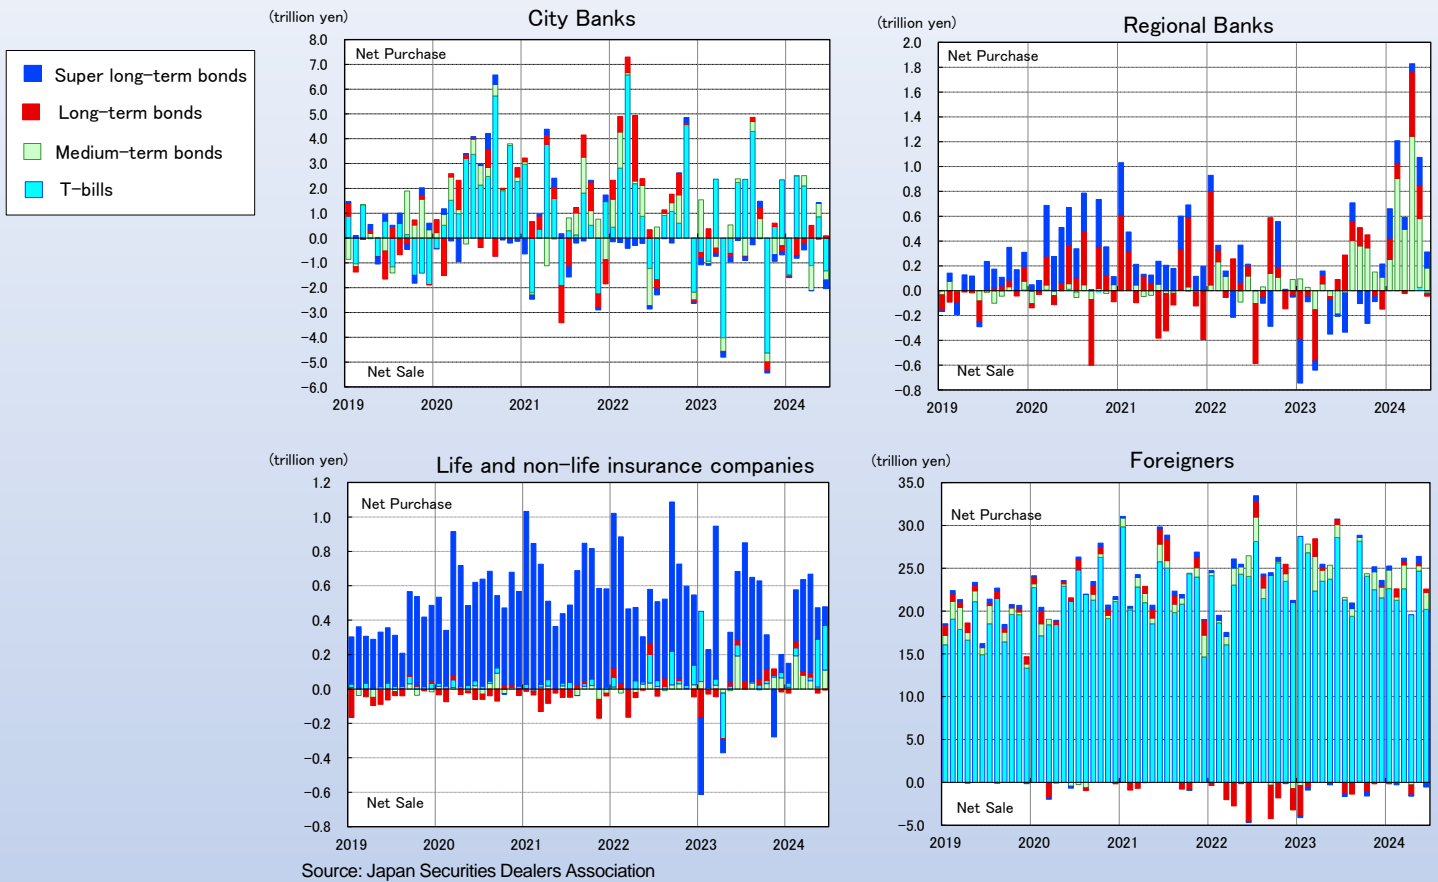 Super long-term bonds
Long-term bonds
Medium-term bonds
T-bills
(trillion yen)
City Banks
8.0
7.0
6.0
5.0
4.0
3.0
2.0
1.0
0.0
-1.0
-2.0
-3.0
-4.0
-5.0
-6.0
Net Purchase
Net Sale
2019 2020 2021 2022 2023 2024
(trillion yen)
Regional Banks
2.0
1.8
1.6
1.4
1.2
1.0
0.8
0.6
0.4
0.2
0.0
-0.2
-0.4
-0.6
-0.8
Net Purchase
Net Sale
2019 2020 2021 2022 2023 2024
(trillion yen)
Life and non-life insurance companies
1.2
1.0
0.8
0.6
0.4
0.2
0.0
-0.2
-0.4
-0.6
-0.8
Net Purchase
Net Sale
2019 2020 2021 2022 2023 2024
(trillion yen)
Foreigners
35.0
30.0
25.0
20.0
15.0
10.0
5.0
0.0
-5.0
Net Purchase
Net Sale
2019 2020 2021 2022 2023 2024
Source: Japan Securities Dealers Association